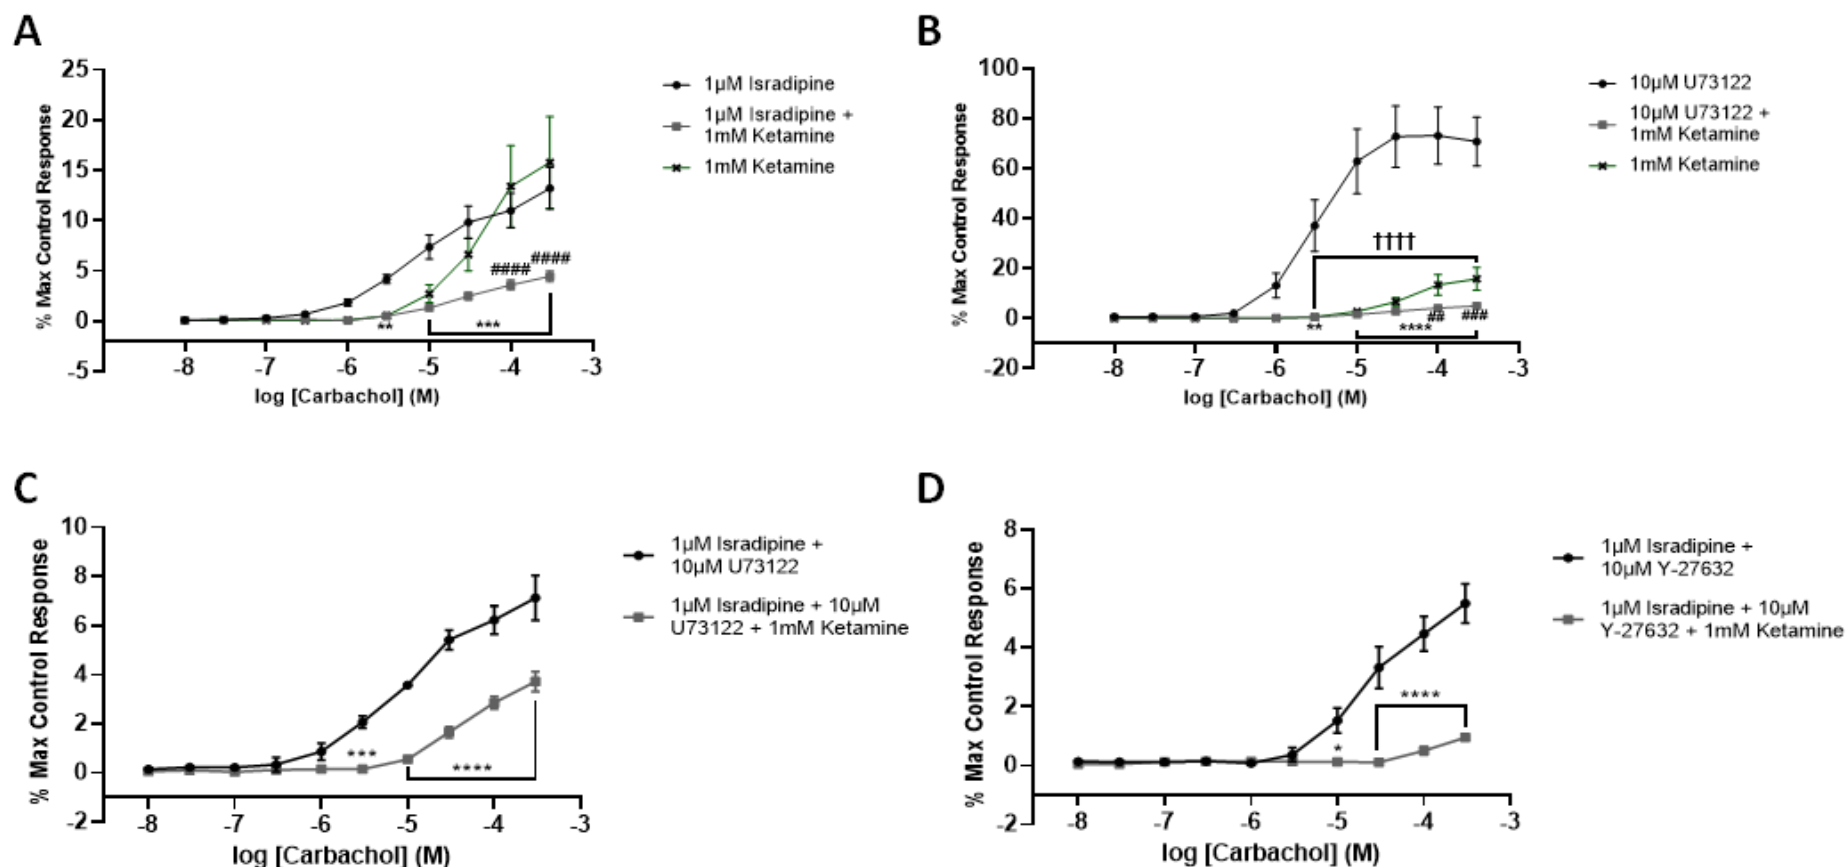 A
25
20
15
10
5
0
-5
% Max Control Response
-8
-7
-6
-5
-4
-3
log [Carbachol] (M)
####
####
**
***
1µM Isradipine
1µM Isradipine +
1mM Ketamine
1mM Ketamine
B
100
80
60
40
20
0
-20
% Max Control Response
-8
-7
-6
-5
-4
-3
log [Carbachol] (M)
††††
**
****
##
###
10µM U73122
10µM U73122 +
1mM Ketamine
1mM Ketamine
C
10
8
6
4
2
0
-2
% Max Control Response
-8
-7
-6
-5
-4
-3
log [Carbachol] (M)
***
****
1µM Isradipine +
10µM U73122
1µM Isradipine + 10µM
U73122 + 1mM Ketamine
D
8
6
4
2
0
-2
% Max Control Response
-8
-7
-6
-5
-4
-3
log [Carbachol] (M)
*
****
1µM Isradipine +
10µM Y-27632
1µM Isradipine + 10µM
Y-27632 + 1mM Ketamine